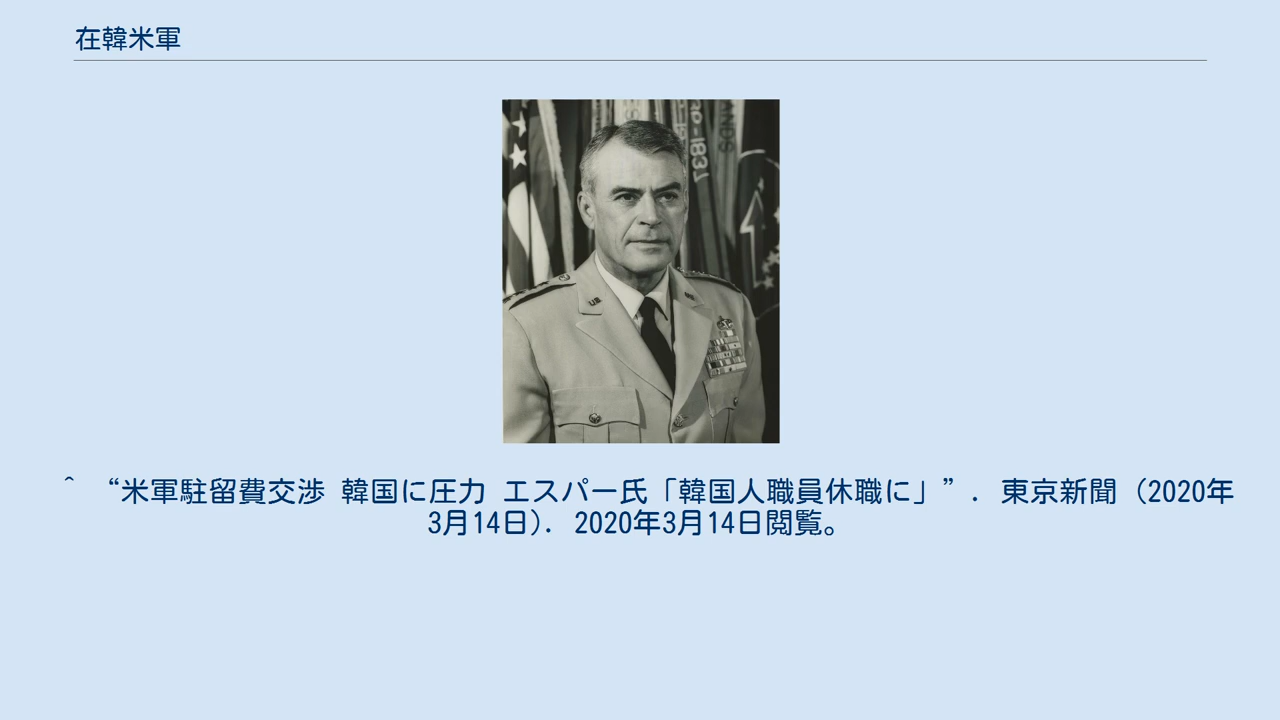 在韓米軍
^ “米軍駐留費交渉 韓国に圧力 エスパー氏「韓国人職員休職に」”. 東京新聞 (2020年
3月14日). 2020年3月14日閲覧。